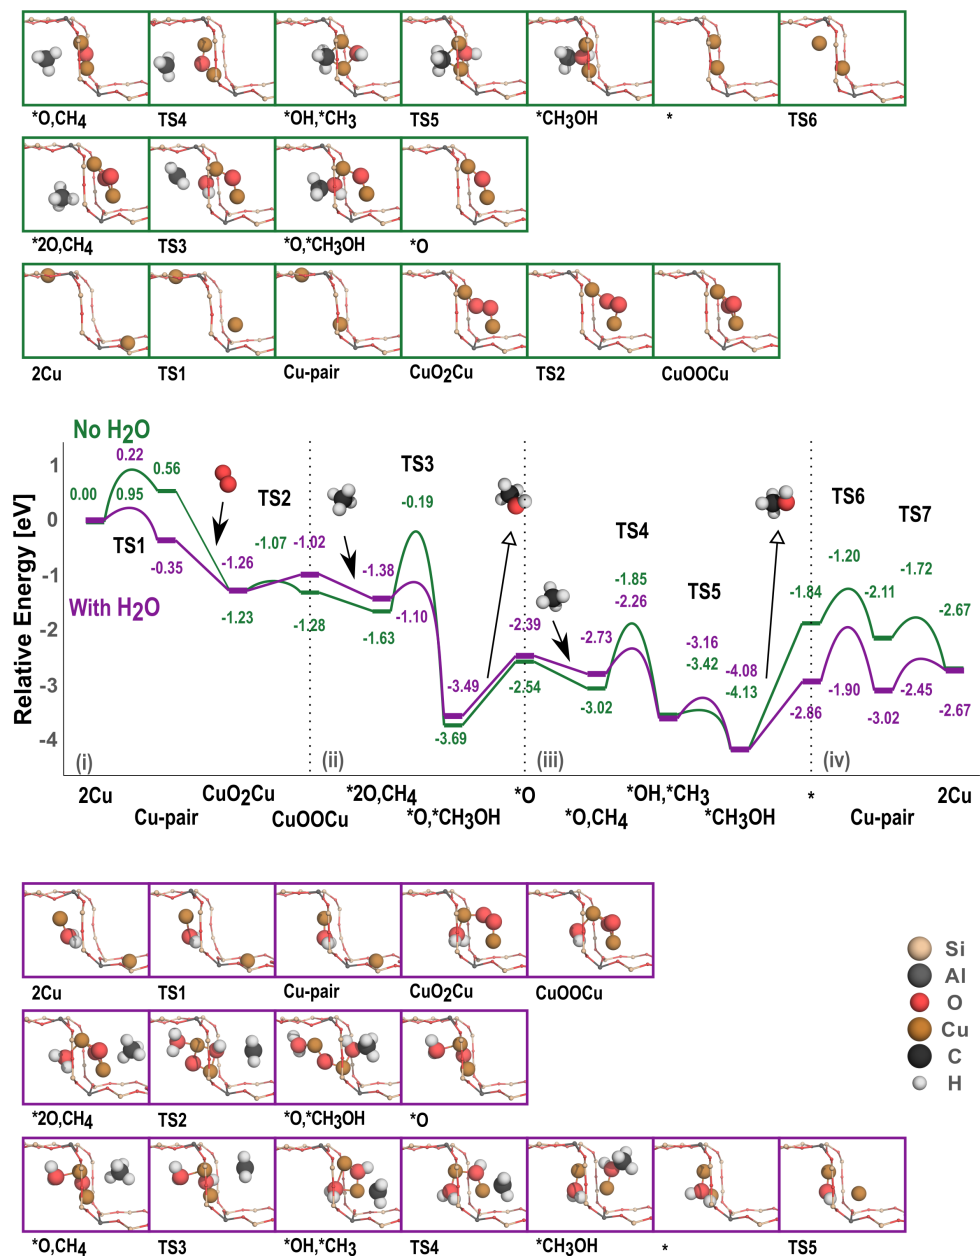 *O,CH4 TS4 *OH,*CH3 TS5 *CH3OH * TS6
*2O,CH4 TS3 *O,*CH3OH *O
2Cu TS1 Cu-pair CuO2Cu TS2 CuOOCu
No H2O
With H2O
Relative Energy [eV]
1
0
-1
-2
-3
-4
0.00
0.22
0.95
0.56
TS1
-0.35
-1.26
-1.23
TS2
-1.07
-1.02
-1.28
-1.38
-1.63
TS3
-0.19
-1.10
-3.49
-3.69
-2.39
-2.54
-2.73
-3.02
TS4
-1.85
-2.26
TS5
-3.16
-3.42
-4.08
-4.13
-1.84
-2.86
TS6
-1.20
-1.90
-2.11
-3.02
TS7
-1.72
-2.45
-2.67
-2.67
(i) (ii) (iii) (iv)
2Cu CuO2Cu *2O,CH4 *O *OH,*CH3 * 2Cu
Cu-pair CuOOCu *O,*CH3OH *O,CH4 *CH3OH Cu-pair
2Cu TS1 Cu-pair CuO2Cu CuOOCu
*2O,CH4 TS2 *O,*CH3OH *O
*O,CH4 TS3 *OH,*CH3 TS4 *CH3OH * TS5
Si
Al
O
Cu
C
H